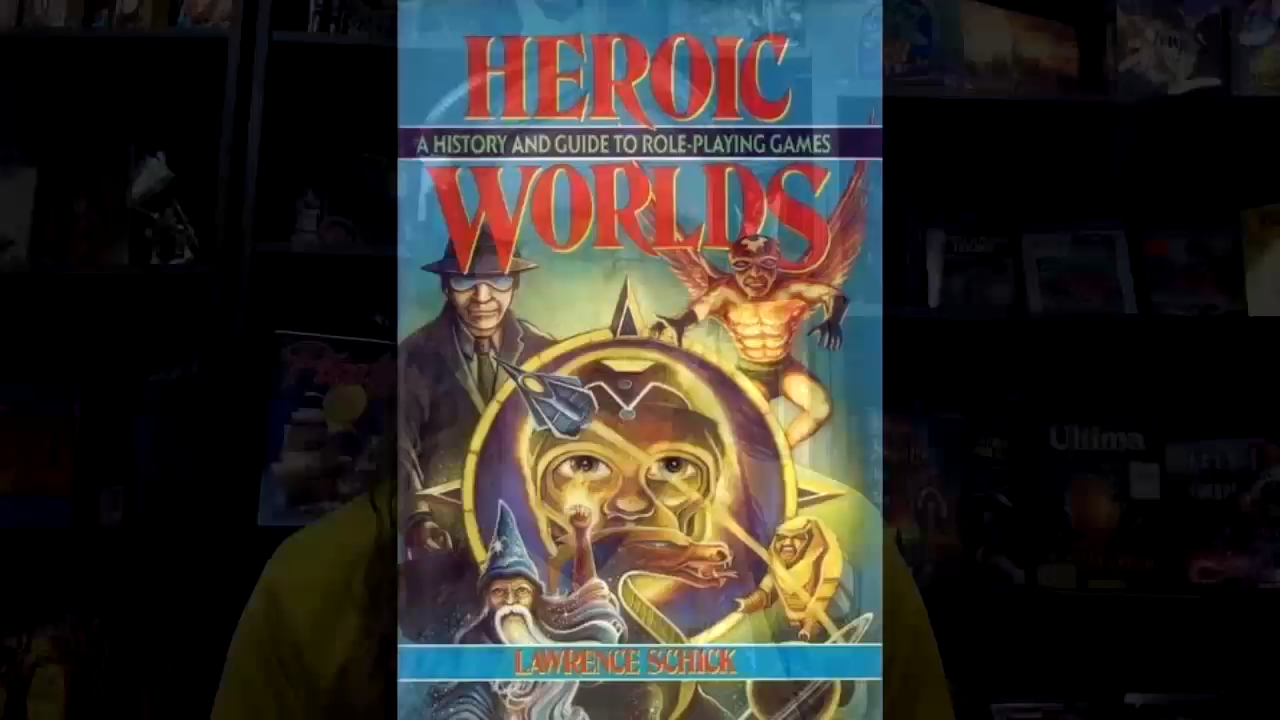 HEROIC
A HISTORY AND GUIDE TO ROLE-PLAYING GAMES
WORLDS
LAWRENCE SCHICK
Ultima